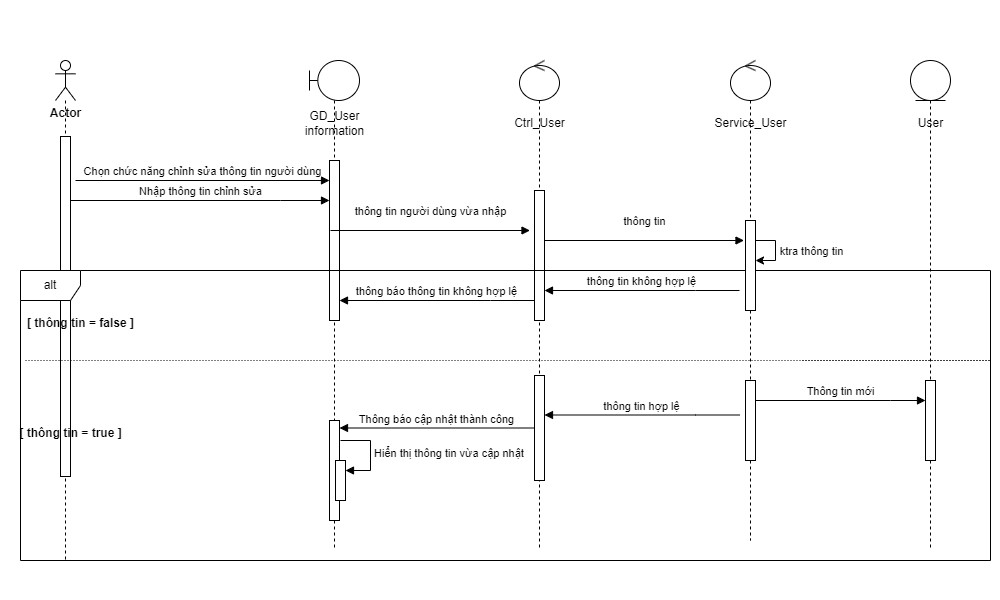 Actor
GD_User
information
Ctrl_User
Service_User
User
Chọn chức năng chỉnh sửa thông tin người dùng
Nhập thông tin chỉnh sửa
thông tin người dùng vừa nhập
thông tin
ktra thông tin
alt
thông tin không hợp lệ
thông báo thông tin không hợp lệ
[ thông tin = false ]
Thông tin mới
thông tin hợp lệ
Thông báo cập nhật thành công
[ thông tin = true ]
Hiển thị thông tin vừa cập nhật